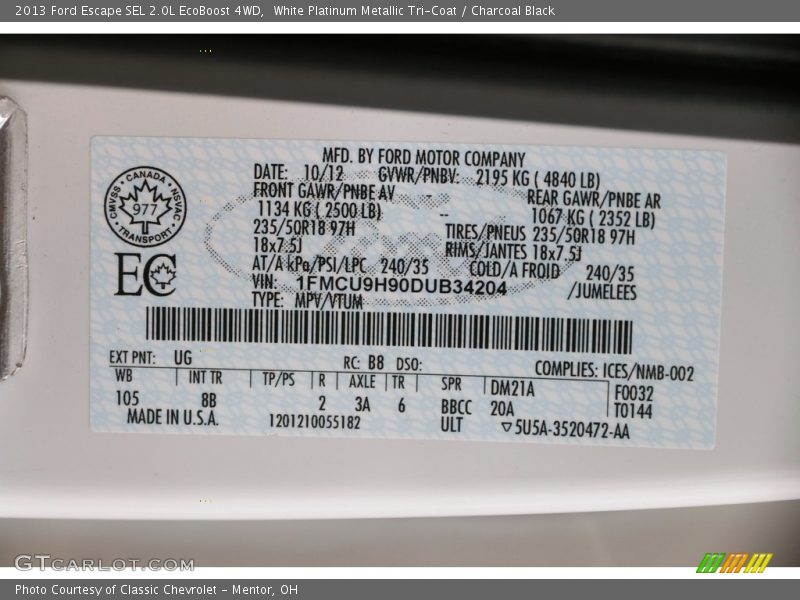 2013 Ford Escape SEL 2.0L EcoBoost 4WD, White Platinum Metallic Tri-Coat / Charcoal Black
MFD. BY FORD MOTOR COMPANY
DATE: 10/12 GVWR/PNBV: 2195 KG ( 4840 LB)
FRONT GAWR/PNBE AV REAR GAWR/PNBE AR
1134 KG ( 2500 LB) -- 1067 KG ( 2352 LB)
235/50R18 97H TIRES/PNEUS 235/50R18 97H
18x7.5J RIMS/JANTES 18x7.5J
AT/A kPa/PSI/LPC 240/35 COLD/A FROID 240/35
VIN: 1FMCU9H90DUB34204 /JUMELEES
TYPE: MPV/VTUM
CANADA
CMVSS NSVAC
977
TRANSPORT
EC
EXT PNT: UG RC: B8 DSO: COMPLIES: ICES/NMB-002
WB INT TR TP/PS R AXLE TR SPR DM21A F0032
105 8B 2 3A 6 BBCC 20A T0144
MADE IN U.S.A. 1201210055182 ULT ▽5U5A-3520472-AA
GTCARLOT.COM
Photo Courtesy of Classic Chevrolet - Mentor, OH